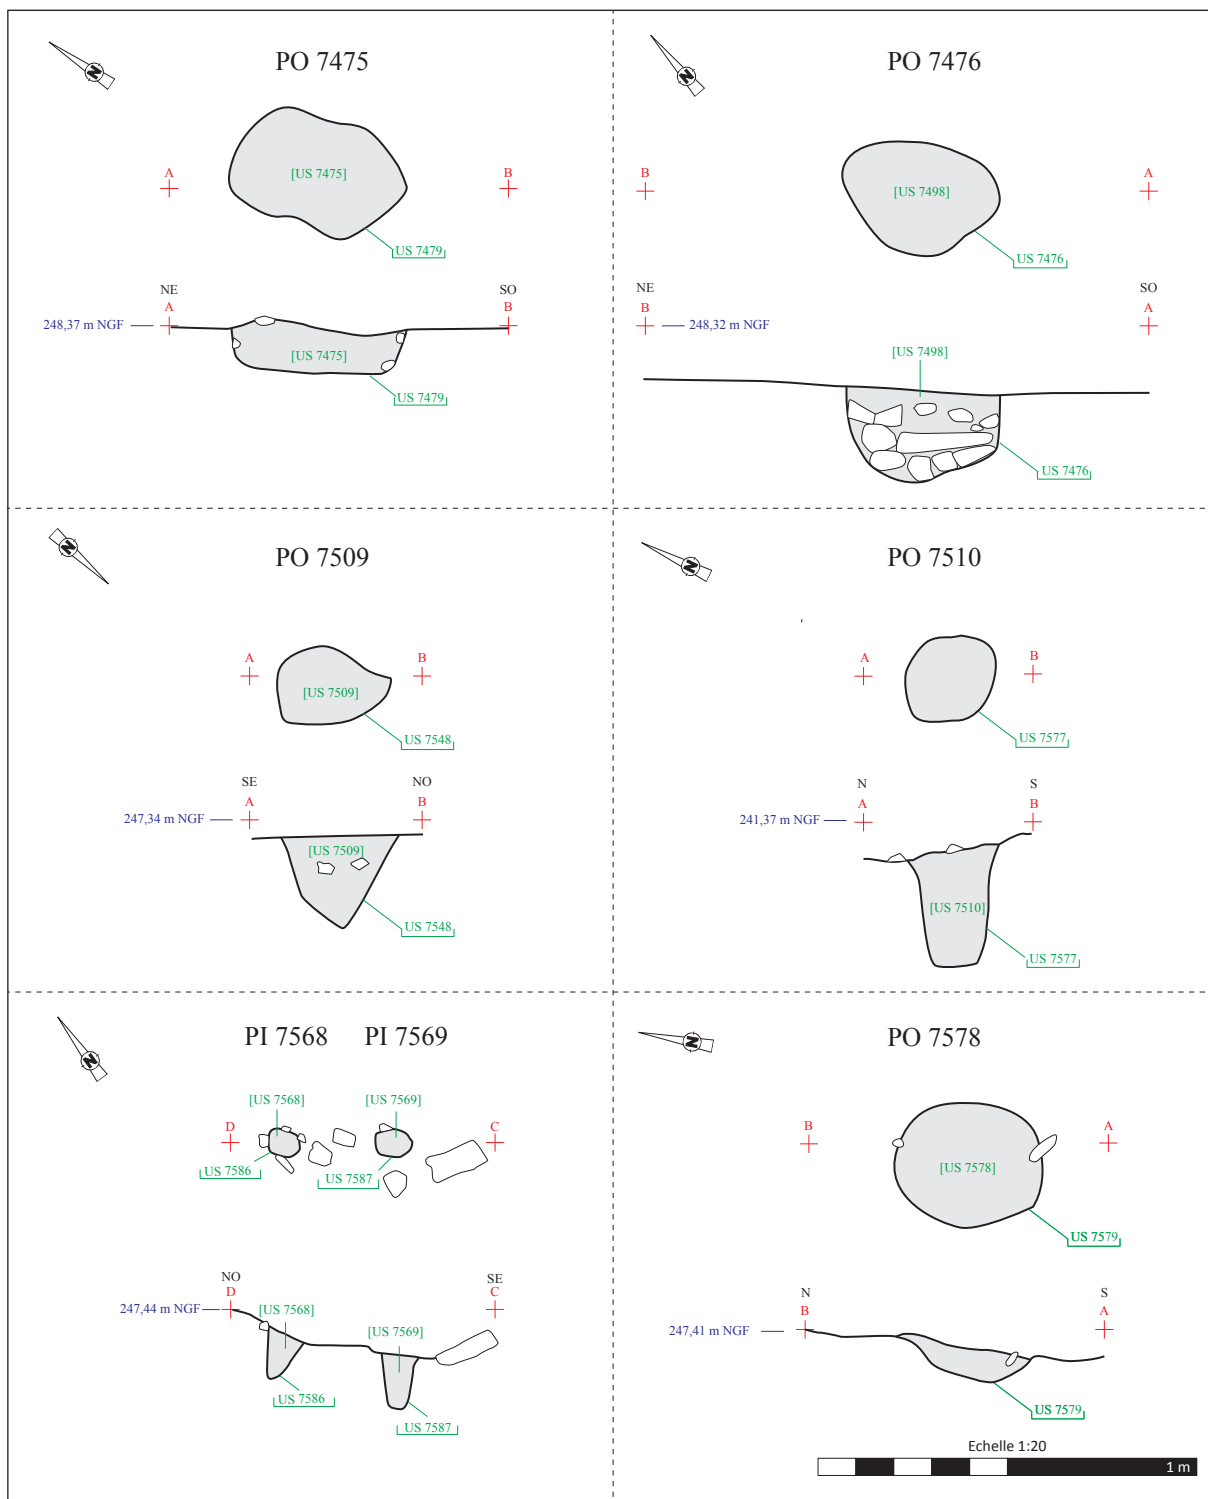 N
PO 7475
A
B
[US 7475]
US 7479
NE
SO
A
B
248,37 m NGF
[US 7475]
US 7479
N
PO 7476
B
A
[US 7498]
US 7476
NE
SO
B
A
248,32 m NGF
[US 7498]
US 7476
N
PO 7509
A
B
[US 7509]
US 7548
SE
NO
A
B
247,34 m NGF
[US 7509]
US 7548
N
PO 7510
A
B
US 7577
N
S
A
B
241,37 m NGF
[US 7510]
US 7577
N
PI 7568 PI 7569
[US 7568]
[US 7569]
D
C
US 7586
US 7587
NO
SE
D
C
247,44 m NGF
[US 7568]
[US 7569]
US 7586
US 7587
N
PO 7578
B
A
[US 7578]
US 7579
N
S
B
A
247,41 m NGF
US 7579
Echelle 1:20
1 m